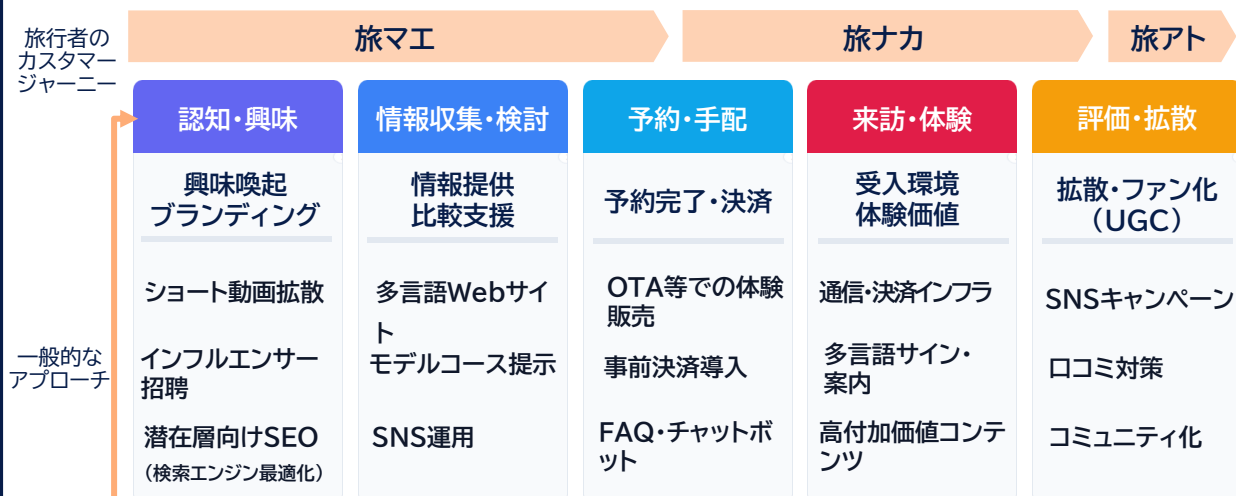 旅行者の
カスタマー
ジャーニー
旅マエ
旅ナカ
旅アト
認知・興味
情報収集・検討
予約・手配
来訪・体験
評価・拡散
興味喚起
ブランディング
情報提供
比較支援
予約完了・決済
受入環境
体験価値
拡散・ファン化
（UGC）
一般的な
アプローチ
ショート動画拡散
インフルエンサー
招聘
潜在層向けSEO
（検索エンジン最適化）
多言語Webサイ
ト
モデルコース提示
SNS運用
OTA等での体験
販売
事前決済導入
FAQ・チャットボ
ット
通信・決済インフラ
多言語サイン・
案内
高付加価値コンテ
ンツ
SNSキャンペーン
口コミ対策
コミュニティ化